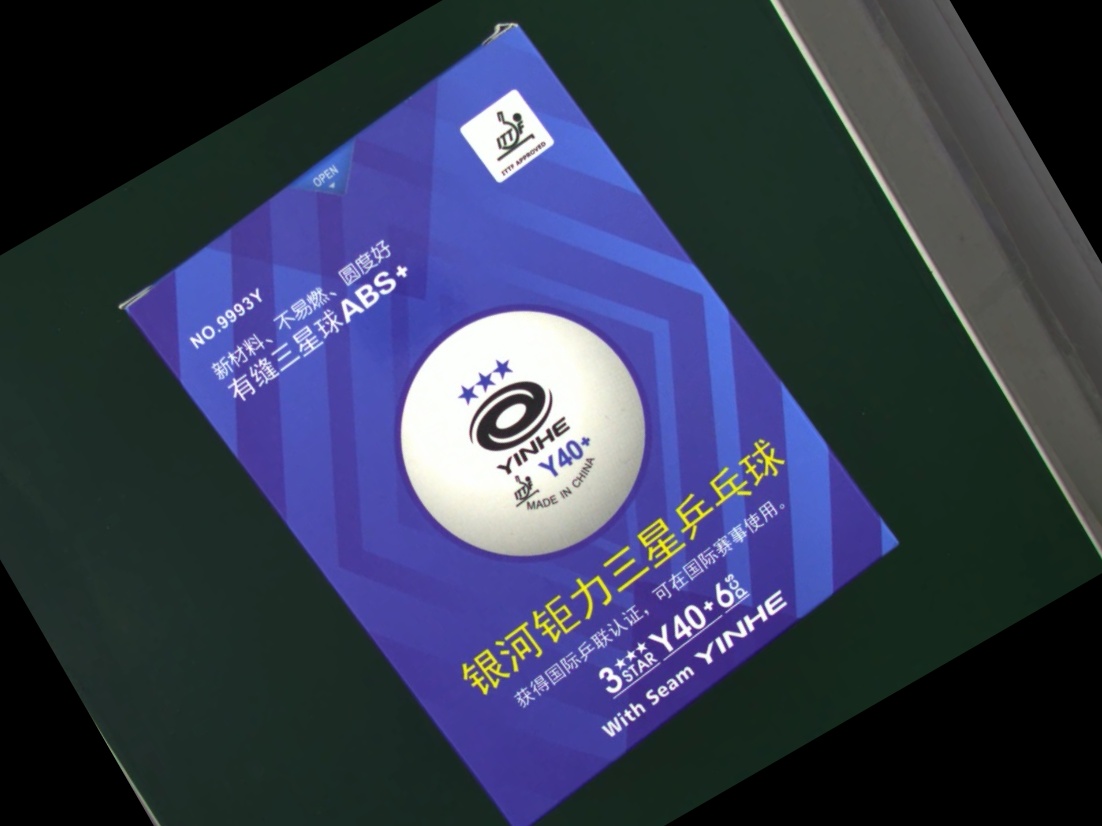 ITTF
ITTF APPROVED
OPEN
NO.9993Y
新材料、不易燃、圆度好
有缝三星球ABS+
YINHE
Y40+
MADE IN CHINA
银河钜力三星乒乓球
获得国际乒联认证，可在国际赛事使用。
3 STAR Y40+ 6PCS
With Seam YINHE